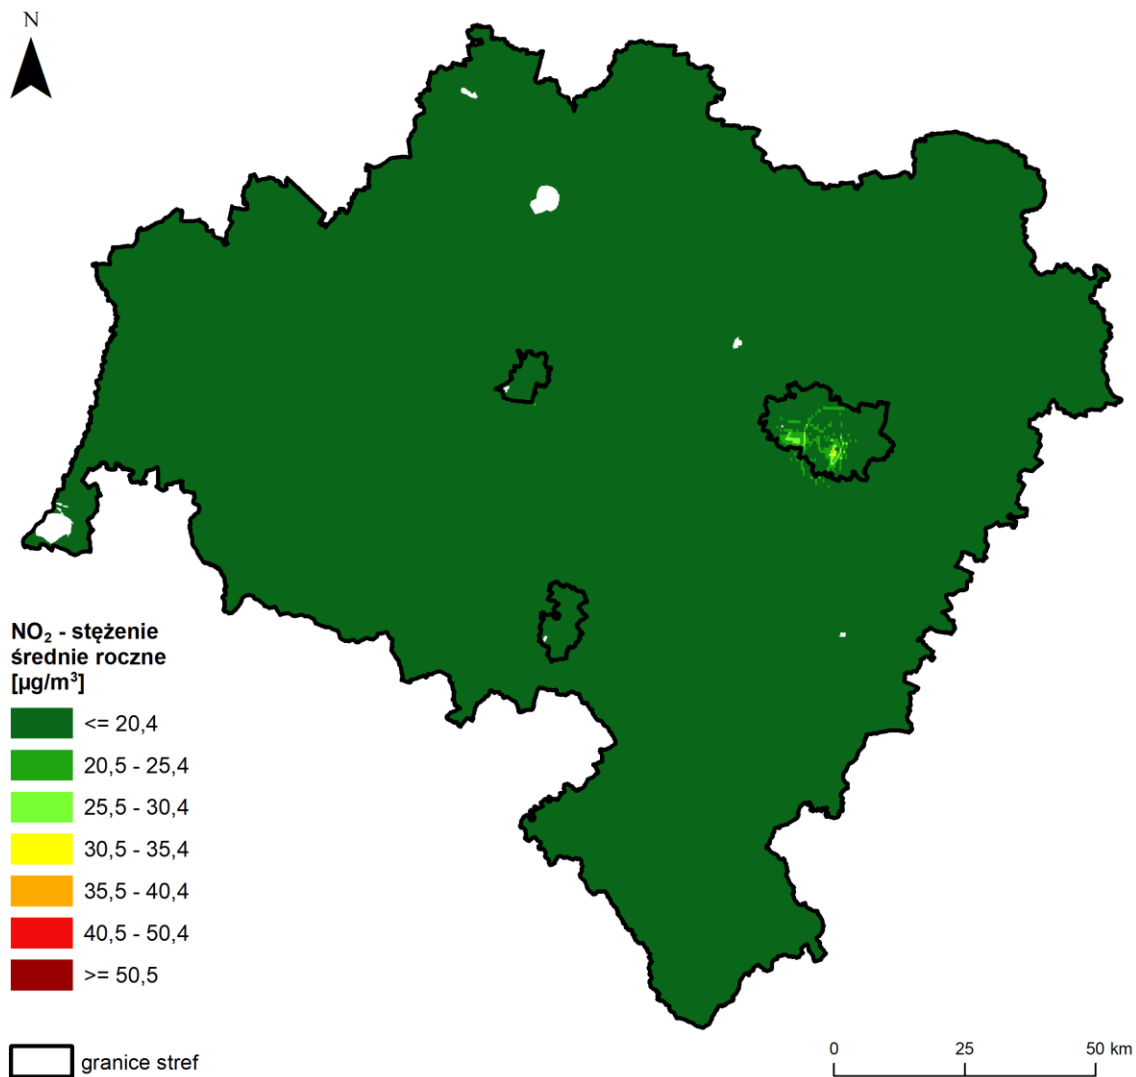 N
NO₂ - stężenie
średnie roczne
[µg/m³]
<= 20,4
20,5 - 25,4
25,5 - 30,4
30,5 - 35,4
35,5 - 40,4
40,5 - 50,4
>= 50,5
granice stref
0 25 50 km